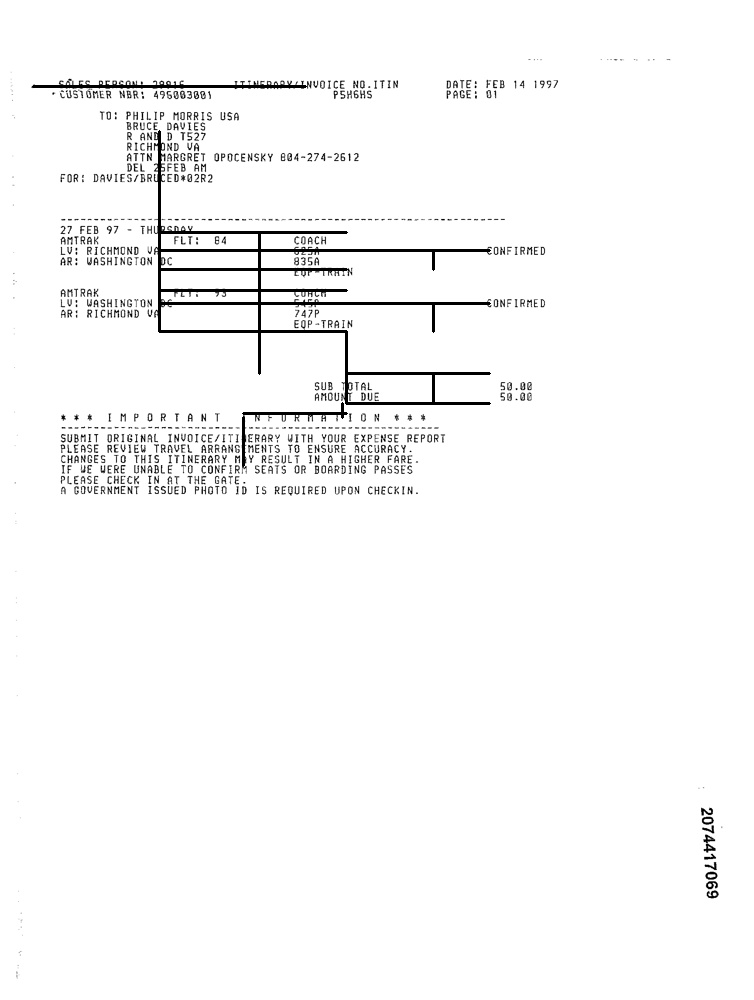 SALES PERSON: 28816 ITINERARY/INVOICE NO.ITIN DATE: FEB 14 1997
CUSTOMER NBR: 495003001 P5H6HS PAGE: 01
TO: PHILIP MORRIS USA
BRUCE DAVIES
R AND D T527
RICHMOND VA
ATTN MARGRET OPOCENSKY 804-274-2612
DEL 25FEB AM
FOR: DAVIES/BRUCED*02R2
27 FEB 97 - THURSDAY
AMTRAK FLT: 84 COACH
LV: RICHMOND VA 625A CONFIRMED
AR: WASHINGTON DC 835A
EQP-TRAIN
AMTRAK FLT: 93 COACH
LV: WASHINGTON DC 545P CONFIRMED
AR: RICHMOND VA 747P
EQP-TRAIN
SUB TOTAL 50.00
AMOUNT DUE 50.00
* * * I M P O R T A N T I N F O R M A T I O N * * *
SUBMIT ORIGINAL INVOICE/ITINERARY WITH YOUR EXPENSE REPORT
PLEASE REVIEW TRAVEL ARRANGEMENTS TO ENSURE ACCURACY.
CHANGES TO THIS ITINERARY MAY RESULT IN A HIGHER FARE.
IF WE WERE UNABLE TO CONFIRM SEATS OR BOARDING PASSES
PLEASE CHECK IN AT THE GATE.
A GOVERNMENT ISSUED PHOTO ID IS REQUIRED UPON CHECKIN.
2074417069